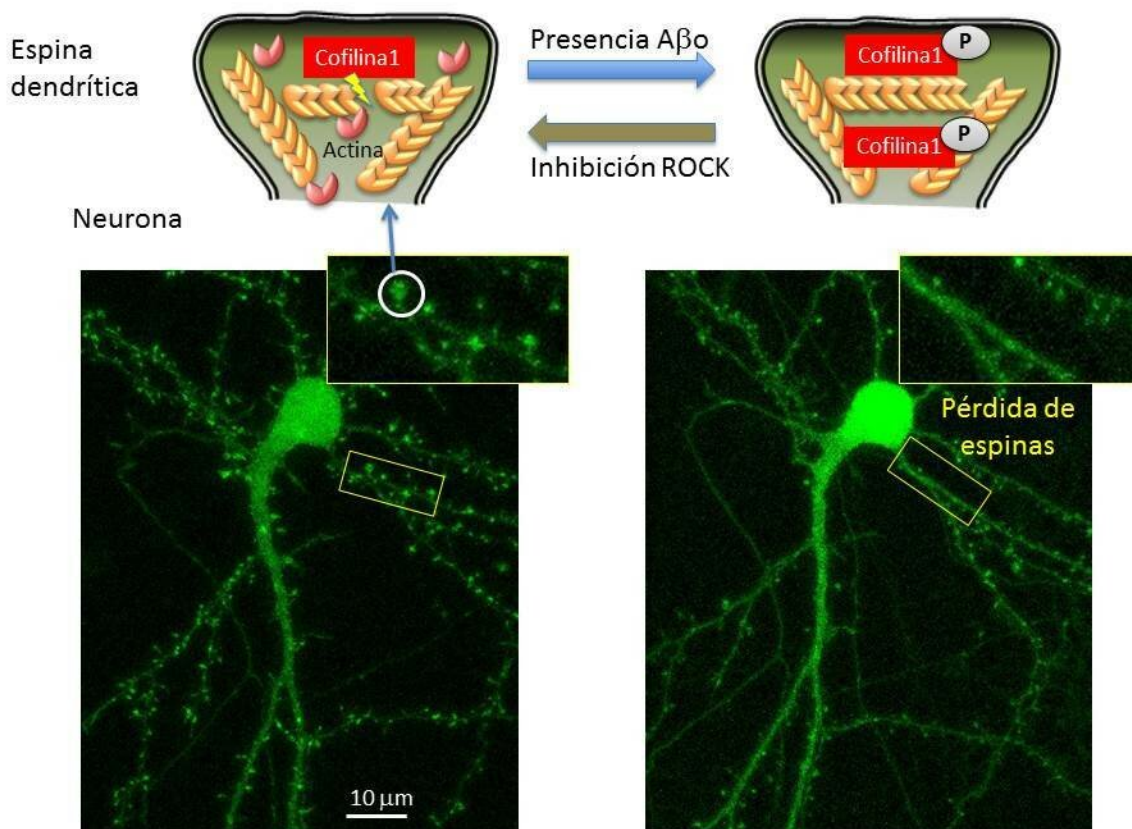 Espina
dendrítica
Cofilina1
Actina
Presencia Aβo
Inhibición ROCK
Cofilina1
P
Cofilina1
P
Neurona
Pérdida de
espinas
10 μm